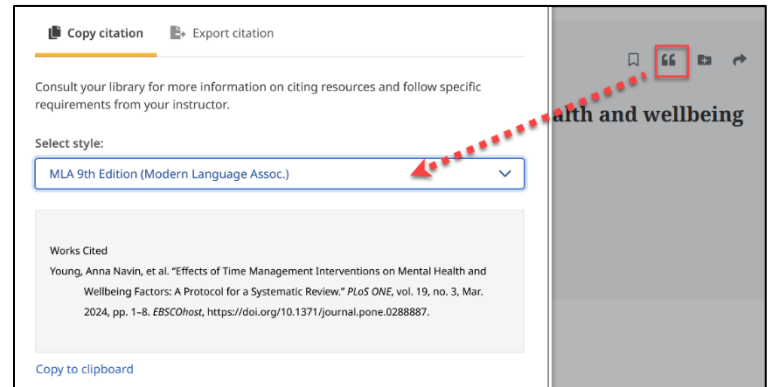 Copy citation Export citation
alth and wellbeing
Consult your library for more information on citing resources and follow specific
requirements from your instructor.
Select style:
MLA 9th Edition (Modern Language Assoc.)
Works Cited
Young, Anna Navin, et al. “Effects of Time Management Interventions on Mental Health and
Wellbeing Factors: A Protocol for a Systematic Review.” PLoS ONE, vol. 19, no. 3, Mar.
2024, pp. 1–8. EBSCOhost, https://doi.org/10.1371/journal.pone.0288887.
Copy to clipboard